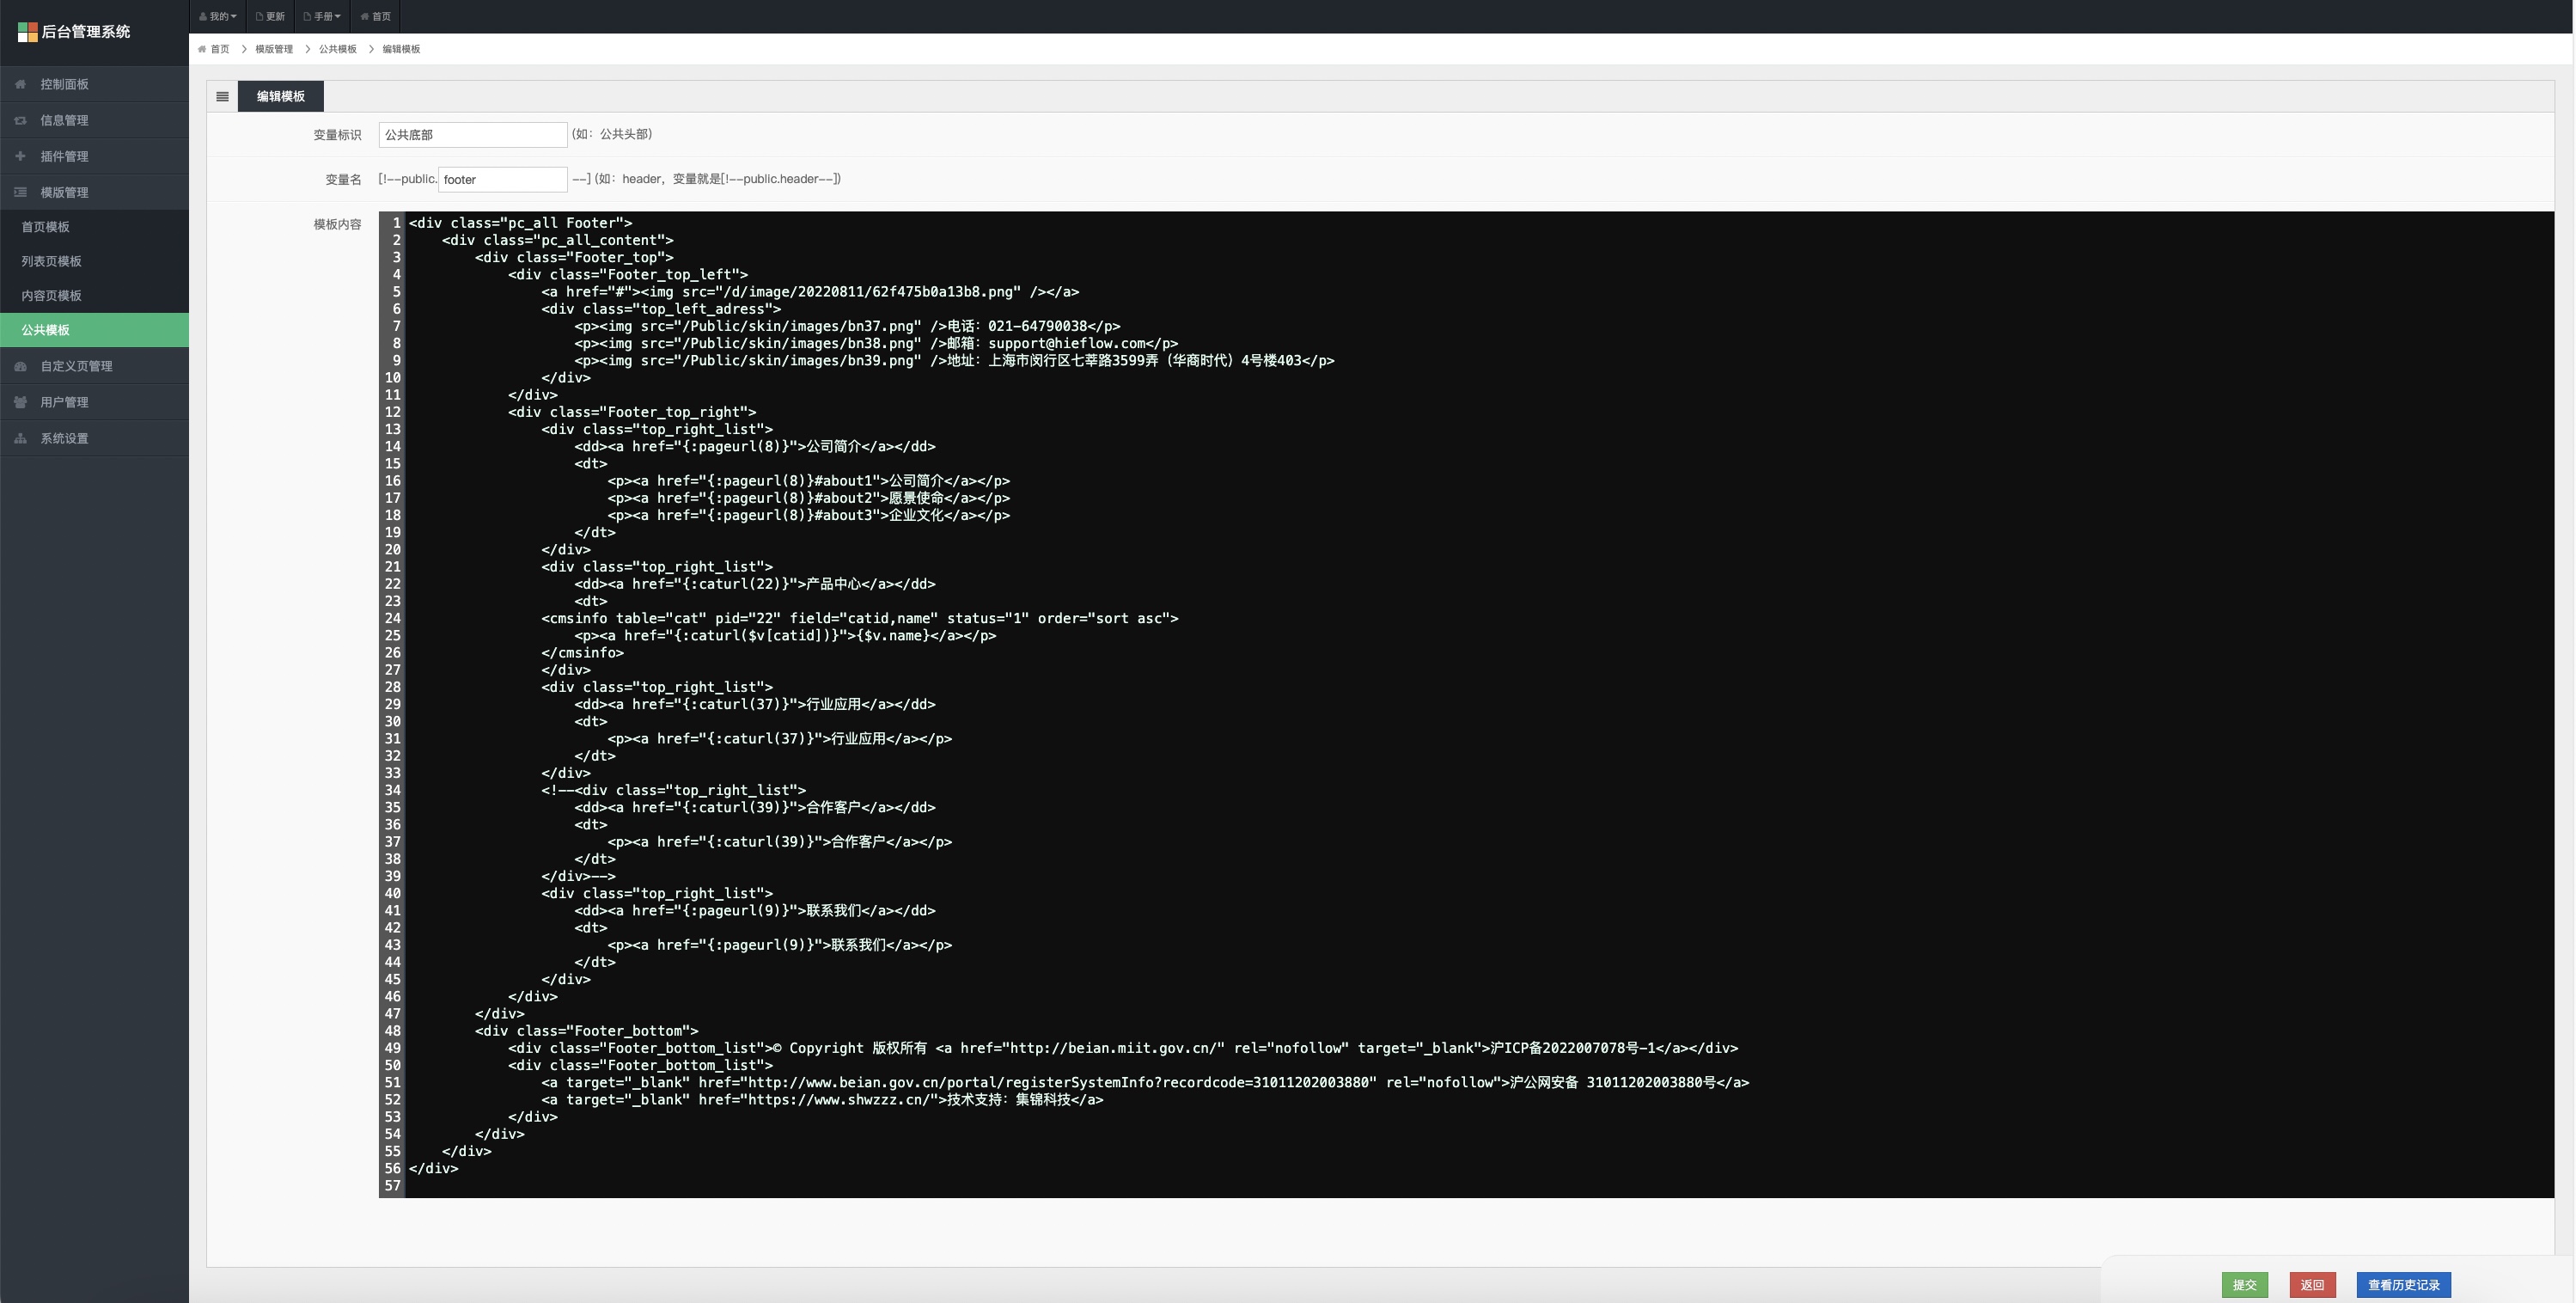 后台管理系统
我的
更新
手册
首页
首页
模版管理
公共模板
编辑模板
控制面板
信息管理
插件管理
模版管理
首页模板
列表页模板
内容页模板
公共模板
自定义页管理
用户管理
系统设置
编辑模板
变量标识 公共底部 (如：公共头部)
变量名 [!--public. footer --] (如：header，变量就是[!--public.header--])
模板内容
1 <div class="pc_all Footer">
2 <div class="pc_all_content">
3 <div class="Footer_top">
4 <div class="Footer_top_left">
5 <a href="#"><img src="/d/image/20220811/62f475b0a13b8.png" /></a>
6 <div class="top_left_adress">
7 <p><img src="/Public/skin/images/bn37.png" />电话：021-64790038</p>
8 <p><img src="/Public/skin/images/bn38.png" />邮箱：support@hieflow.com</p>
9 <p><img src="/Public/skin/images/bn39.png" />地址：上海市闵行区七莘路3599弄（华商时代）4号楼403</p>
10 </div>
11 </div>
12 <div class="Footer_top_right">
13 <div class="top_right_list">
14 <dd><a href="{:pageurl(8)}">公司简介</a></dd>
15 <dt>
16 <p><a href="{:pageurl(8)}#about1">公司简介</a></p>
17 <p><a href="{:pageurl(8)}#about2">愿景使命</a></p>
18 <p><a href="{:pageurl(8)}#about3">企业文化</a></p>
19 </dt>
20 </div>
21 <div class="top_right_list">
22 <dd><a href="{:caturl(22)}">产品中心</a></dd>
23 <dt>
24 <cmsinfo table="cat" pid="22" field="catid,name" status="1" order="sort asc">
25 <p><a href="{:caturl($v[catid])}">{$v.name}</a></p>
26 </cmsinfo>
27 </div>
28 <div class="top_right_list">
29 <dd><a href="{:caturl(37)}">行业应用</a></dd>
30 <dt>
31 <p><a href="{:caturl(37)}">行业应用</a></p>
32 </dt>
33 </div>
34 <!--<div class="top_right_list">
35 <dd><a href="{:caturl(39)}">合作客户</a></dd>
36 <dt>
37 <p><a href="{:caturl(39)}">合作客户</a></p>
38 </dt>
39 </div>-->
40 <div class="top_right_list">
41 <dd><a href="{:pageurl(9)}">联系我们</a></dd>
42 <dt>
43 <p><a href="{:pageurl(9)}">联系我们</a></p>
44 </dt>
45 </div>
46 </div>
47 </div>
48 <div class="Footer_bottom">
49 <div class="Footer_bottom_list">© Copyright 版权所有 <a href="http://beian.miit.gov.cn/" rel="nofollow" target="_blank">沪ICP备2022007078号-1</a></div>
50 <div class="Footer_bottom_list">
51 <a target="_blank" href="http://www.beian.gov.cn/portal/registerSystemInfo?recordcode=31011202003880" rel="nofollow">沪公网安备 31011202003880号</a>
52 <a target="_blank" href="https://www.shwzzz.cn/">技术支持：集锦科技</a>
53 </div>
54 </div>
55 </div>
56 </div>
57
提交
返回
查看历史记录